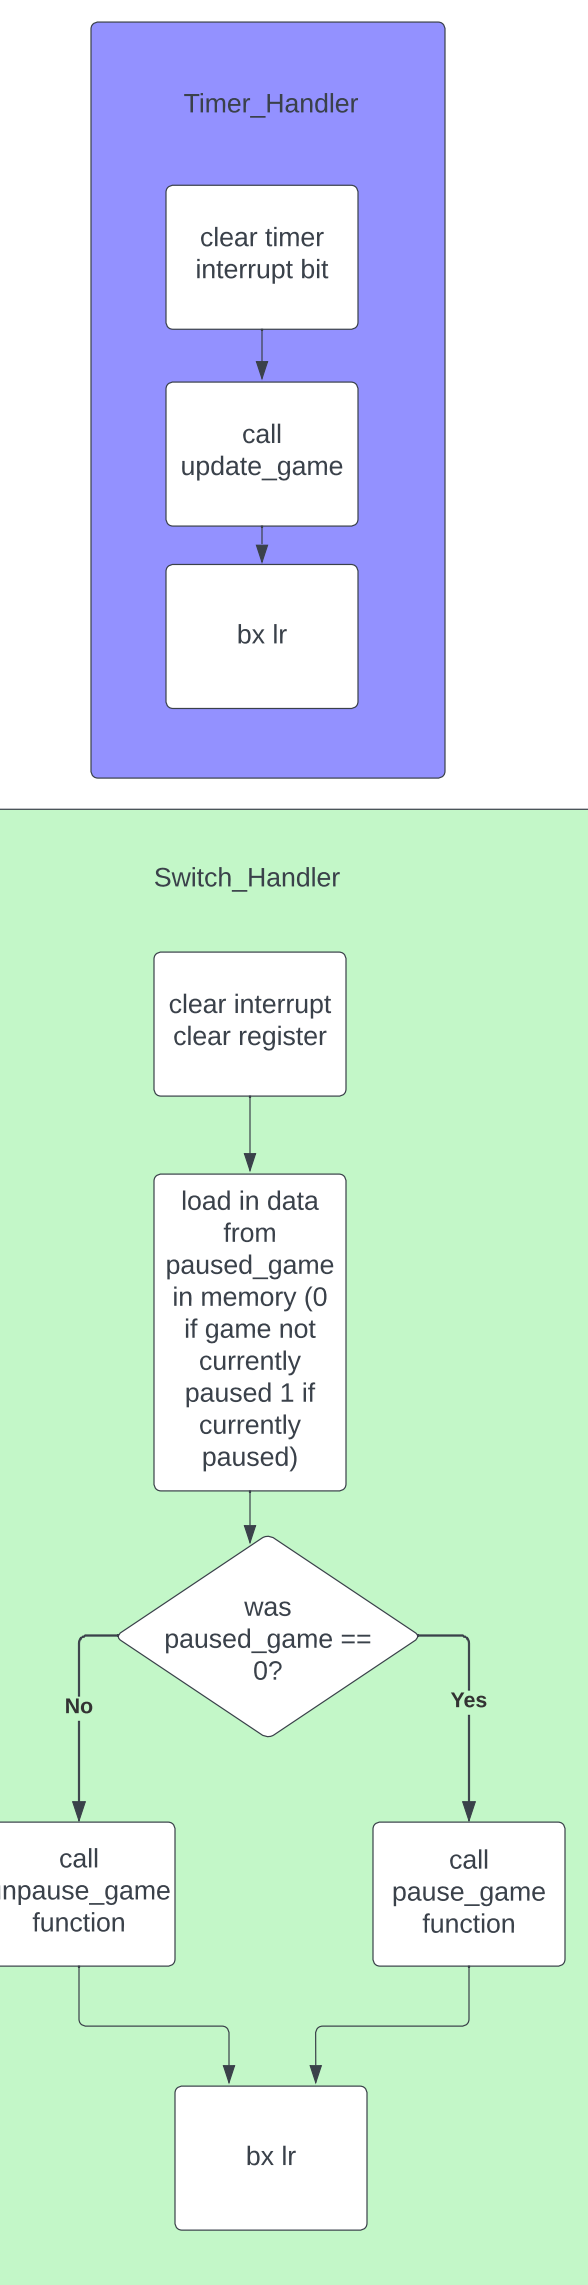 Timer_Handler
clear timer
interrupt bit
call
update_game
bx lr
Switch_Handler
clear interrupt
clear register
load in data
from
paused_game
in memory (0
if game not
currently
paused 1 if
currently
paused)
was
paused_game ==
0?
No
Yes
call
unpause_game
function
call
pause_game
function
bx lr